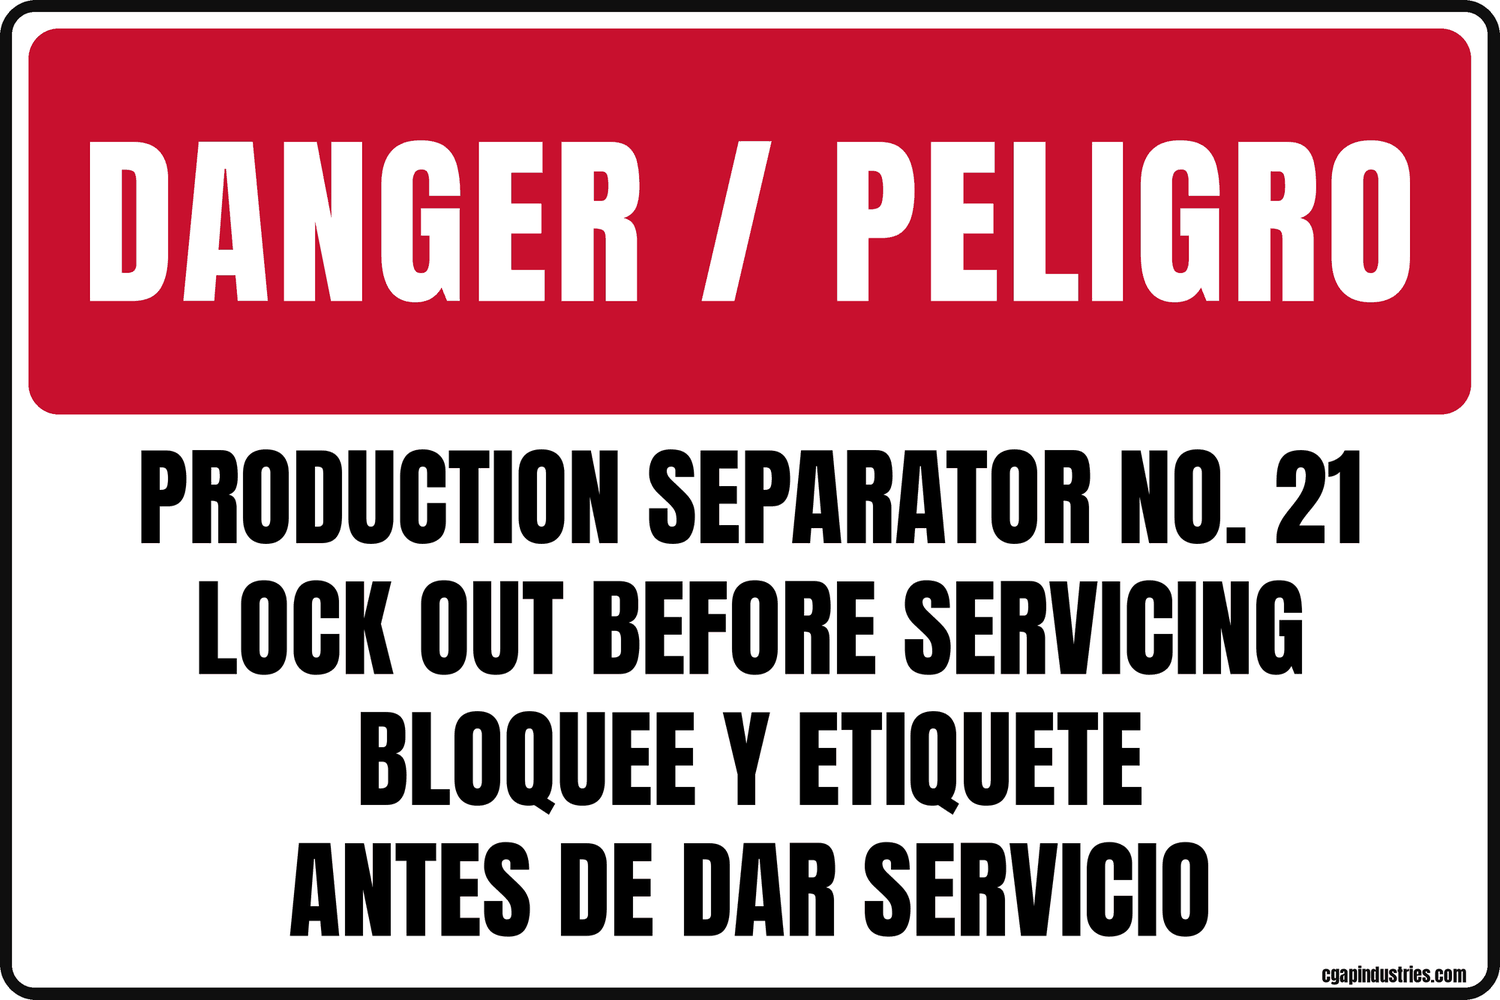 DANGER / PELIGRO
PRODUCTION SEPARATOR NO. 21
LOCK OUT BEFORE SERVICING
BLOQUEE Y ETIQUETE
ANTES DE DAR SERVICIO
cgapindustries.com